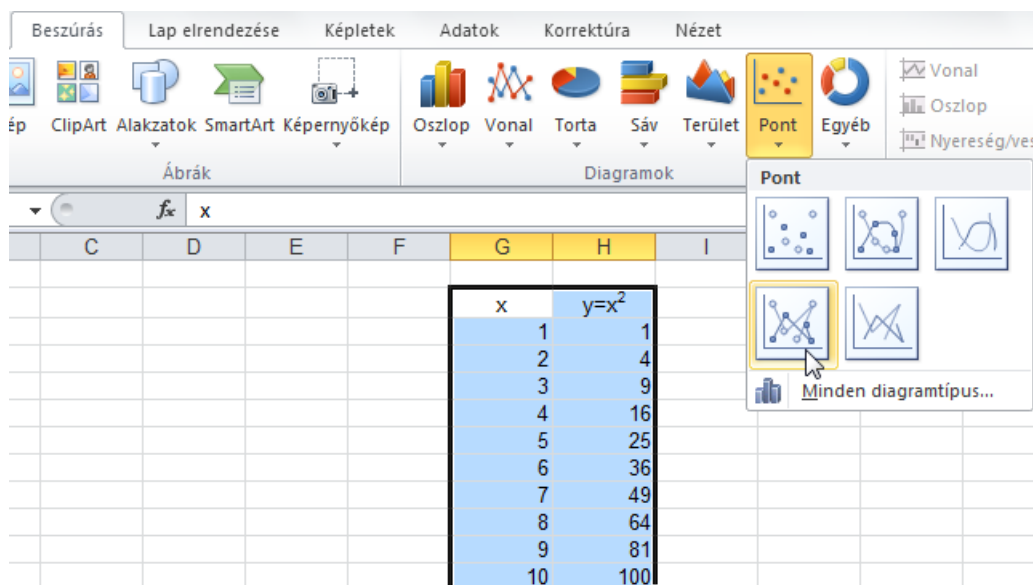 Beszúrás Lap elrendezése Képletek Adatok Korrektúra Nézet
ép ClipArt Alakzatok SmartArt Képernyőkép Oszlop Vonal Torta Sáv Terület Pont Egyéb
Vonal
Oszlop
Nyereség/ves
Ábrák Diagramok
Pont
Minden diagramtípus...
fx x
C D E F G H I
x y=x²
1 1
2 4
3 9
4 16
5 25
6 36
7 49
8 64
9 81
10 100